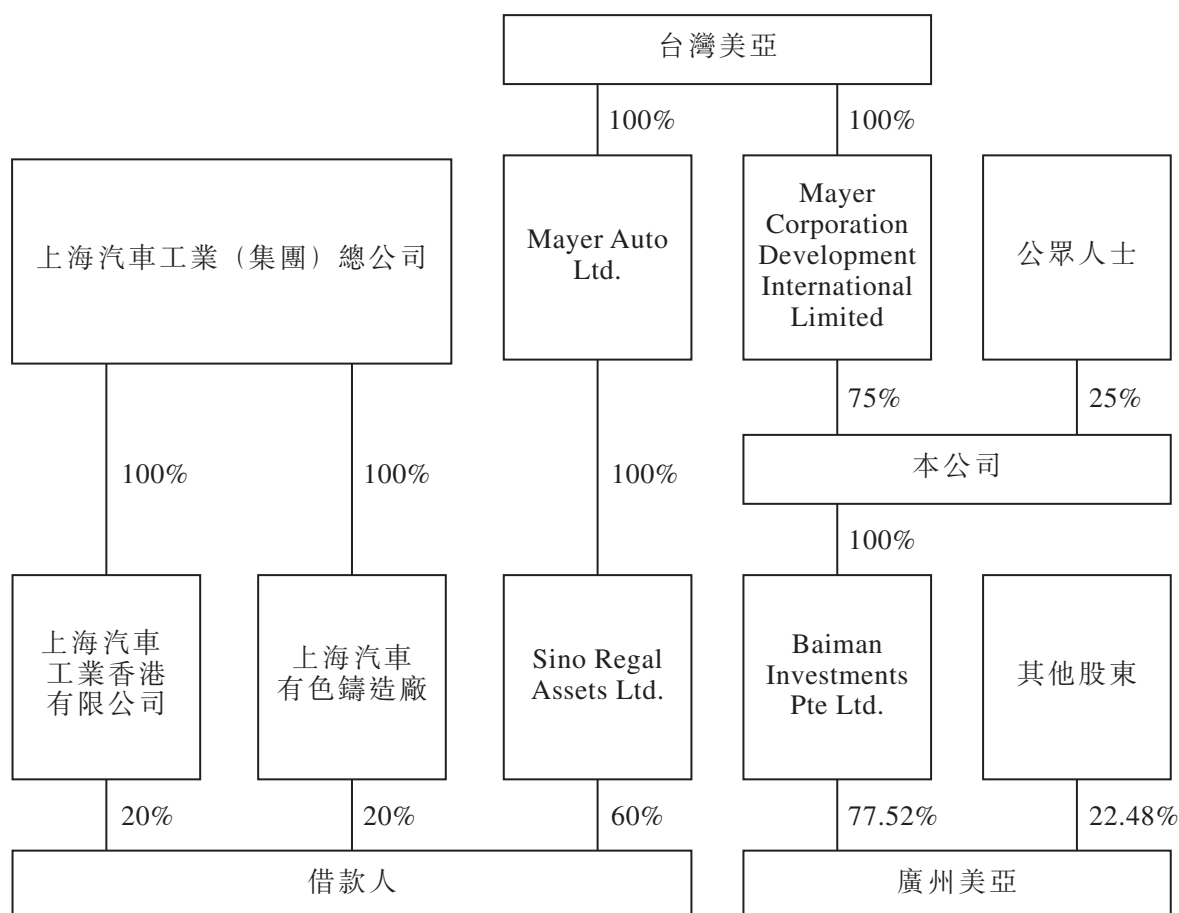 台灣美亞
100%
100%
上海汽車工業（集團）總公司
Mayer Auto
Ltd.
Mayer
Corporation
Development
International
Limited
公眾人士
75%
25%
100%
100%
100%
本公司
100%
上海汽車
工業香港
有限公司
上海汽車
有色鑄造廠
Sino Regal
Assets Ltd.
Baiman
Investments
Pte Ltd.
其他股東
20%
20%
60%
77.52%
22.48%
借款人
廣州美亞